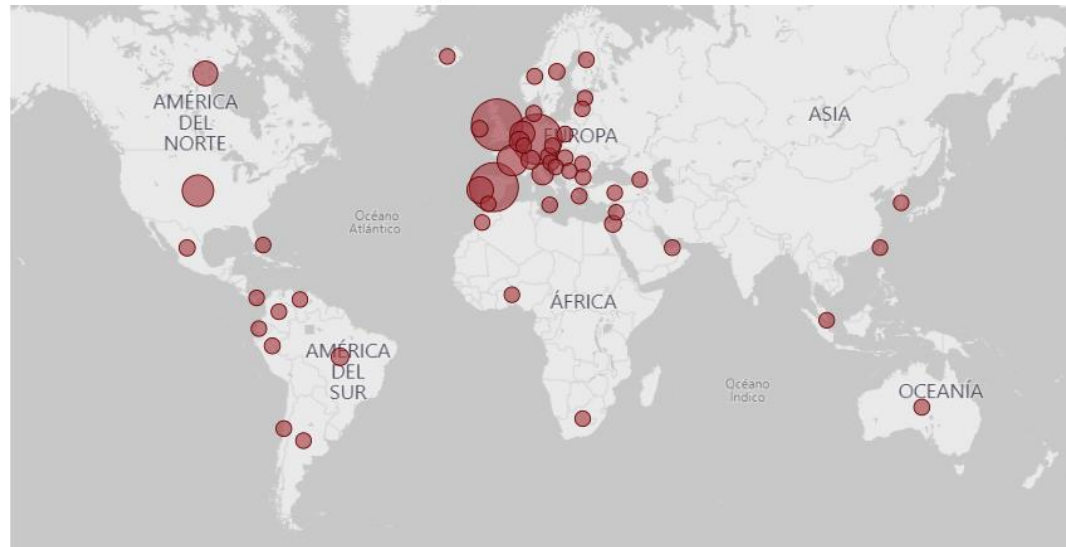 AMÉRICA
DEL
NORTE
ASIA
EUROPA
Océano
Atlántico
ÁFRICA
AMÉRICA
DEL
SUR
Océano
Índico
OCEANÍA